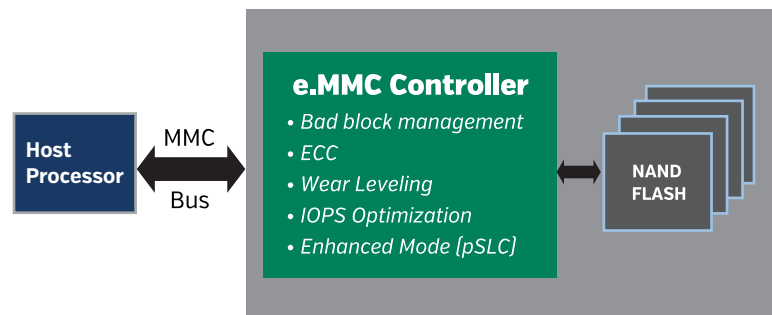 e.MMC Controller
• Bad block management
• ECC
• Wear Leveling
• IOPS Optimization
• Enhanced Mode (pSLC)
Host
Processor
MMC
Bus
NAND
FLASH